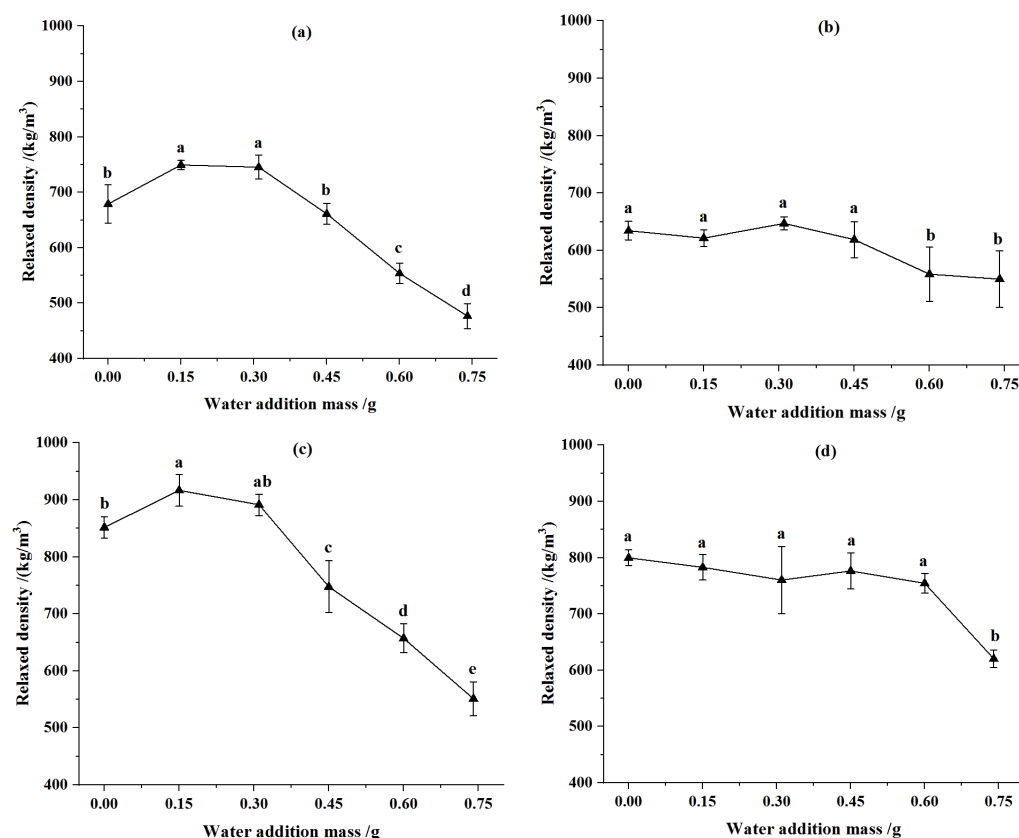 (a)
1000
900
800
700
600
500
400
Relaxed density /(kg/m³)
b
a
a
b
c
d
0.00 0.15 0.30 0.45 0.60 0.75
Water addition mass /g
(b)
1000
900
800
700
600
500
400
Relaxed density /(kg/m³)
a
a
a
a
b
b
0.00 0.15 0.30 0.45 0.60 0.75
Water addition mass /g
(c)
1000
900
800
700
600
500
400
Relaxed density /(kg/m³)
b
a
ab
c
d
e
0.00 0.15 0.30 0.45 0.60 0.75
Water addition mass /g
(d)
1000
900
800
700
600
500
400
Relaxed density /(kg/m³)
a
a
a
a
a
b
0.00 0.15 0.30 0.45 0.60 0.75
Water addition mass /g